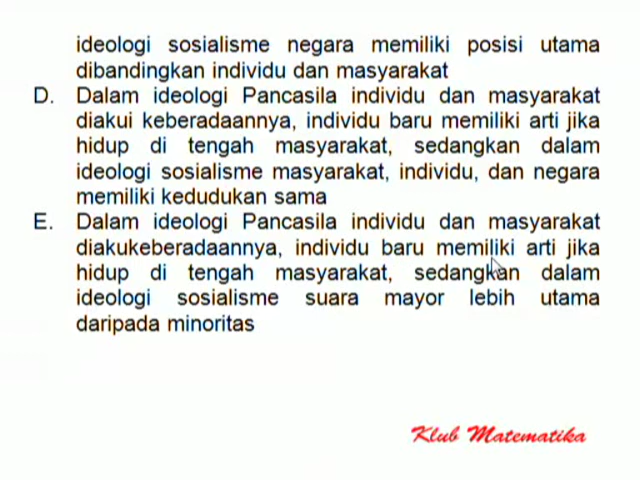 ideologi sosialisme negara memiliki posisi utama
dibandingkan individu dan masyarakat
D. Dalam ideologi Pancasila individu dan masyarakat
diakui keberadaannya, individu baru memiliki arti jika
hidup di tengah masyarakat, sedangkan dalam
ideologi sosialisme masyarakat, individu, dan negara
memiliki kedudukan sama
E. Dalam ideologi Pancasila individu dan masyarakat
diakukeberadaannya, individu baru memiliki arti jika
hidup di tengah masyarakat, sedangkan dalam
ideologi sosialisme suara mayor lebih utama
daripada minoritas
Klub Matematika